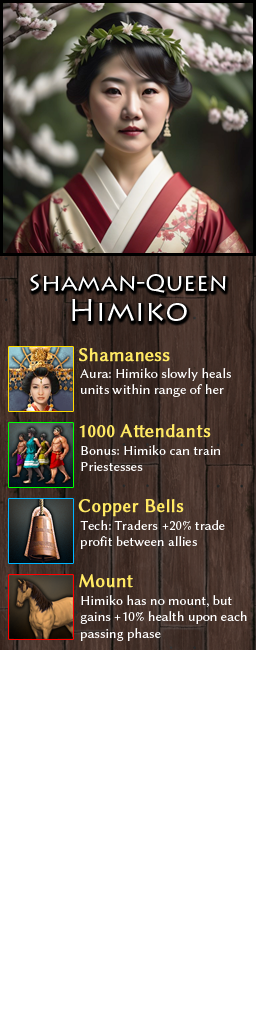 Shaman-Queen
Himiko
Shamaness
Aura: Himiko slowly heals
units within range of her
1000 Attendants
Bonus: Himiko can train
Priestesses
Copper Bells
Tech: Traders +20% trade
profit between allies
Mount
Himiko has no mount, but
gains +10% health upon each
passing phase